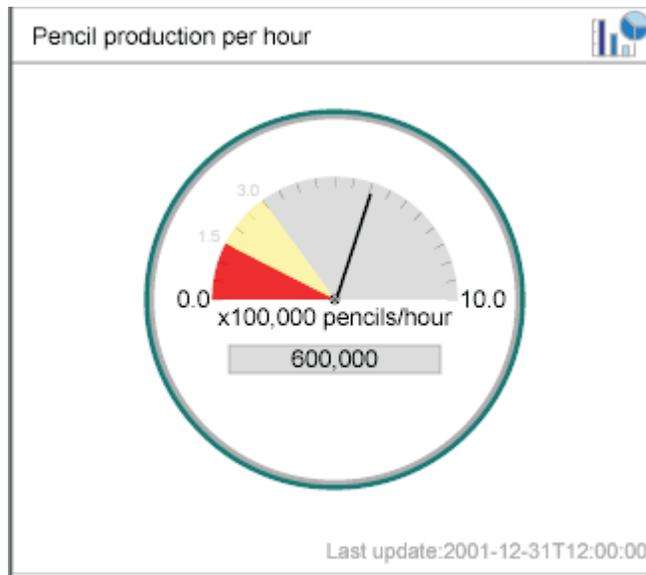 Pencil production per hour
3.0
1.5
0.0
10.0
x100,000 pencils/hour
600,000
Last update:2001-12-31T12:00:00